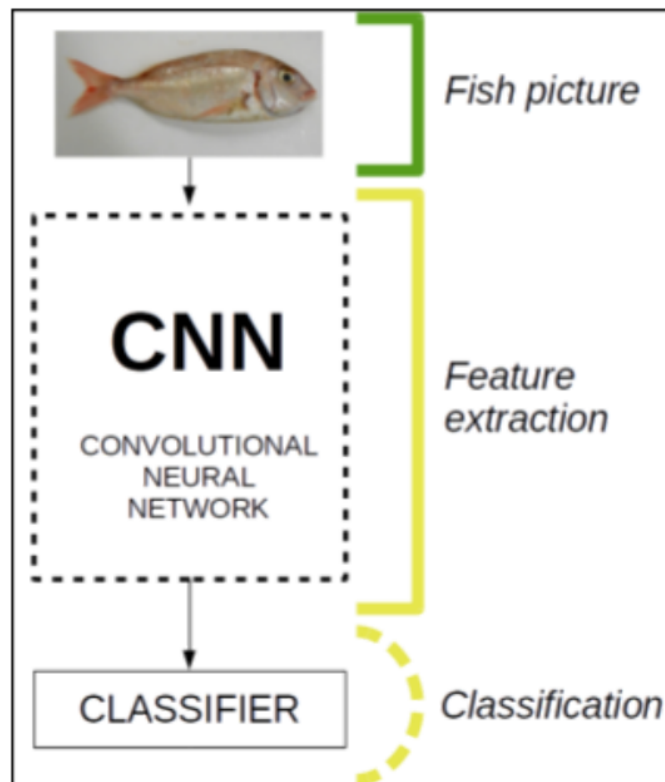 Fish picture
CNN
CONVOLUTIONAL
NEURAL
NETWORK
Feature
extraction
CLASSIFIER
Classification